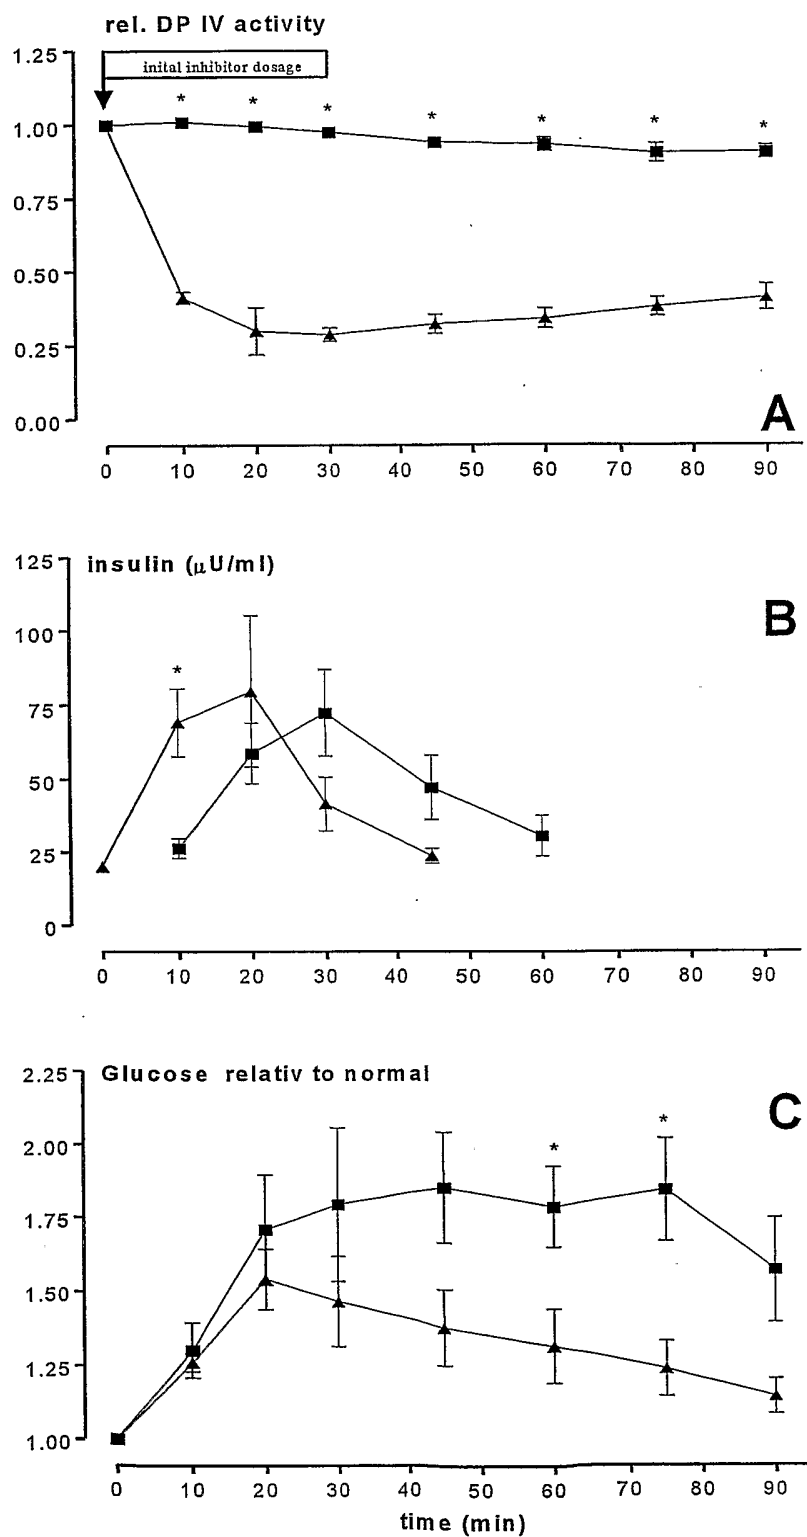 rel. DP IV activity
1.25
inital inhibitor dosage
* * * * * * *
1.00
0.75
0.50
0.25
A
0.00
0 10 20 30 40 50 60 70 80 90
125
insulin (μU/ml)
B
100
*
75
50
25
0
0 10 20 30 40 50 60 70 80 90
2.25
Glucose relativ to normal
C
*
2.00
*
1.75
1.50
1.25
1.00
0 10 20 30 40 50 60 70 80 90
time (min)